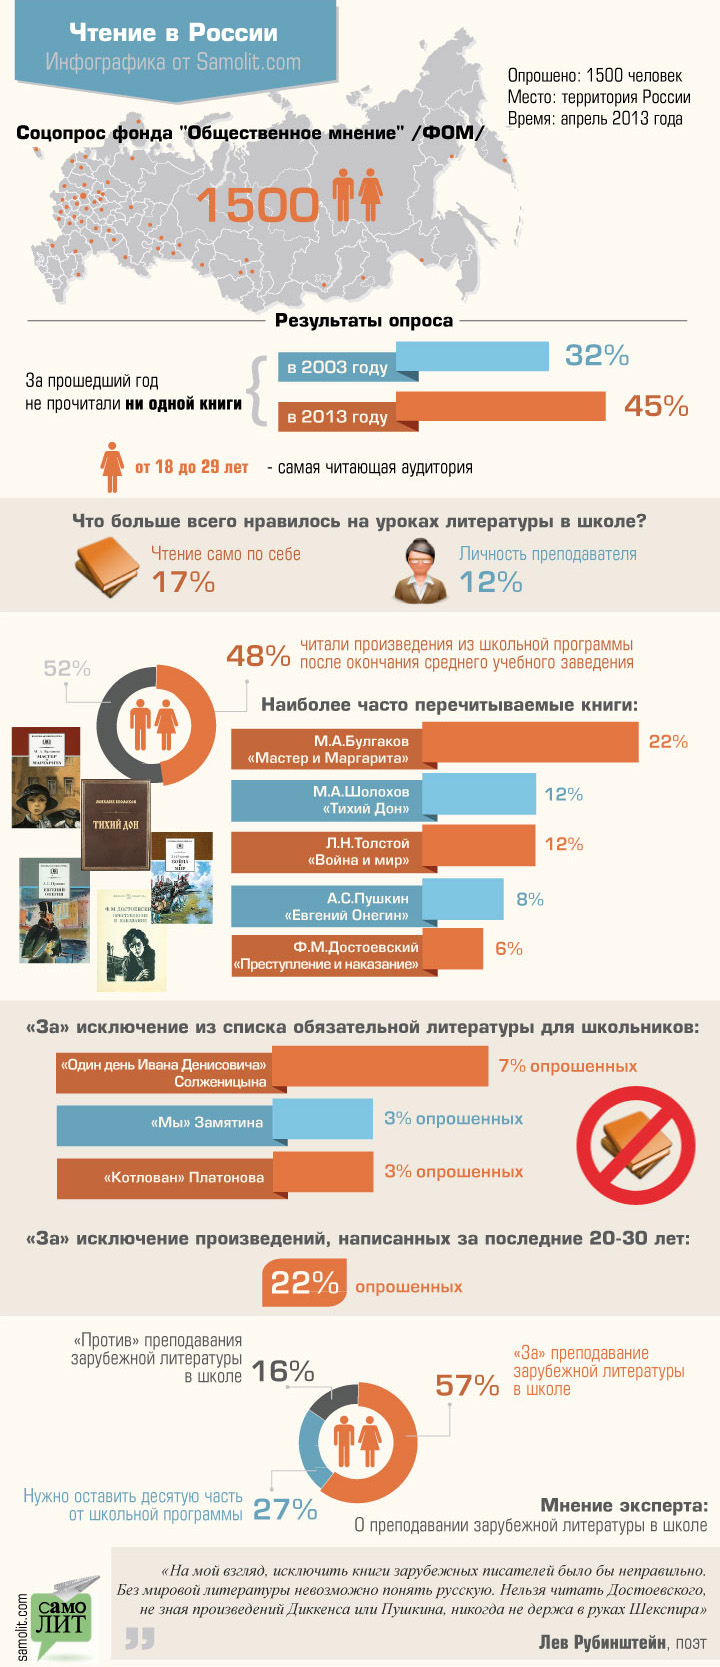 Чтение в России
Инфографика от Samolit.com
Опрошено: 1500 человек
Место: территория России
Время: апрель 2013 года
Соцопрос фонда "Общественное мнение" /ФОМ/
1500
Результаты опроса
За прошедший год
не прочитали ни одной книги
в 2003 году
32%
в 2013 году
45%
от 18 до 29 лет - самая читающая аудитория
Что больше всего нравилось на уроках литературы в школе?
Чтение само по себе
17%
Личность преподавателя
12%
52%
48%
читали произведения из школьной программы
после окончания среднего учебного заведения
Наиболее часто перечитываемые книги:
М.А.Булгаков
«Мастер и Маргарита»
22%
М.А.Шолохов
«Тихий Дон»
12%
Л.Н.Толстой
«Война и мир»
12%
А.С.Пушкин
«Евгений Онегин»
8%
Ф.М.Достоевский
«Преступление и наказание»
6%
МАСТЕР
И
МАРГАРИТА
ТИХИЙ ДОН
ВОЙНА
И
МИР
А.С.Пушкин
ЕВГЕНИЙ
ОНЕГИН
Ф.М.ДОСТОЕВСКИЙ
ПРЕСТУПЛЕНИЕ
И НАКАЗАНИЕ
«За» исключение из списка обязательной литературы для школьников:
«Один день Ивана Денисовича»
Солженицына
7% опрошенных
«Мы» Замятина
3% опрошенных
«Котлован» Платонова
3% опрошенных
«За» исключение произведений, написанных за последние 20-30 лет:
22% опрошенных
«Против» преподавания
зарубежной литературы
в школе
16%
57%
«За» преподавание
зарубежной литературы
в школе
Нужно оставить десятую часть
от школьной программы
27%
Мнение эксперта:
О преподавании зарубежной литературы в школе
«На мой взгляд, исключить книги зарубежных писателей было бы неправильно.
Без мировой литературы невозможно понять русскую. Нельзя читать Достоевского,
не зная произведений Диккенса или Пушкина, никогда не держа в руках Шекспира»
Лев Рубинштейн, поэт
samolit.com
самО
ЛИТ